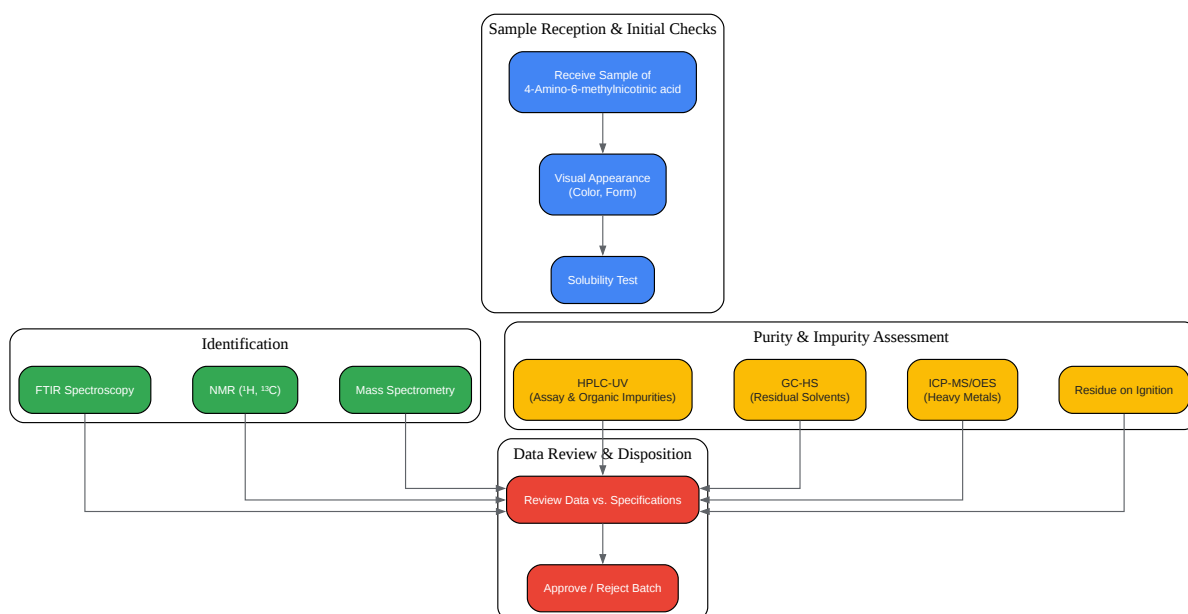 Sample Reception & Initial Checks
Receive Sample of
4-Amino-6-methylnicotinic acid
Visual Appearance
(Color, Form)
Solubility Test
Identification
FTIR Spectroscopy
NMR (¹H, ¹³C)
Mass Spectrometry
Purity & Impurity Assessment
HPLC-UV
(Assay & Organic Impurities)
GC-HS
(Residual Solvents)
ICP-MS/OES
(Heavy Metals)
Residue on Ignition
Data Review & Disposition
Review Data vs. Specifications
Approve / Reject Batch